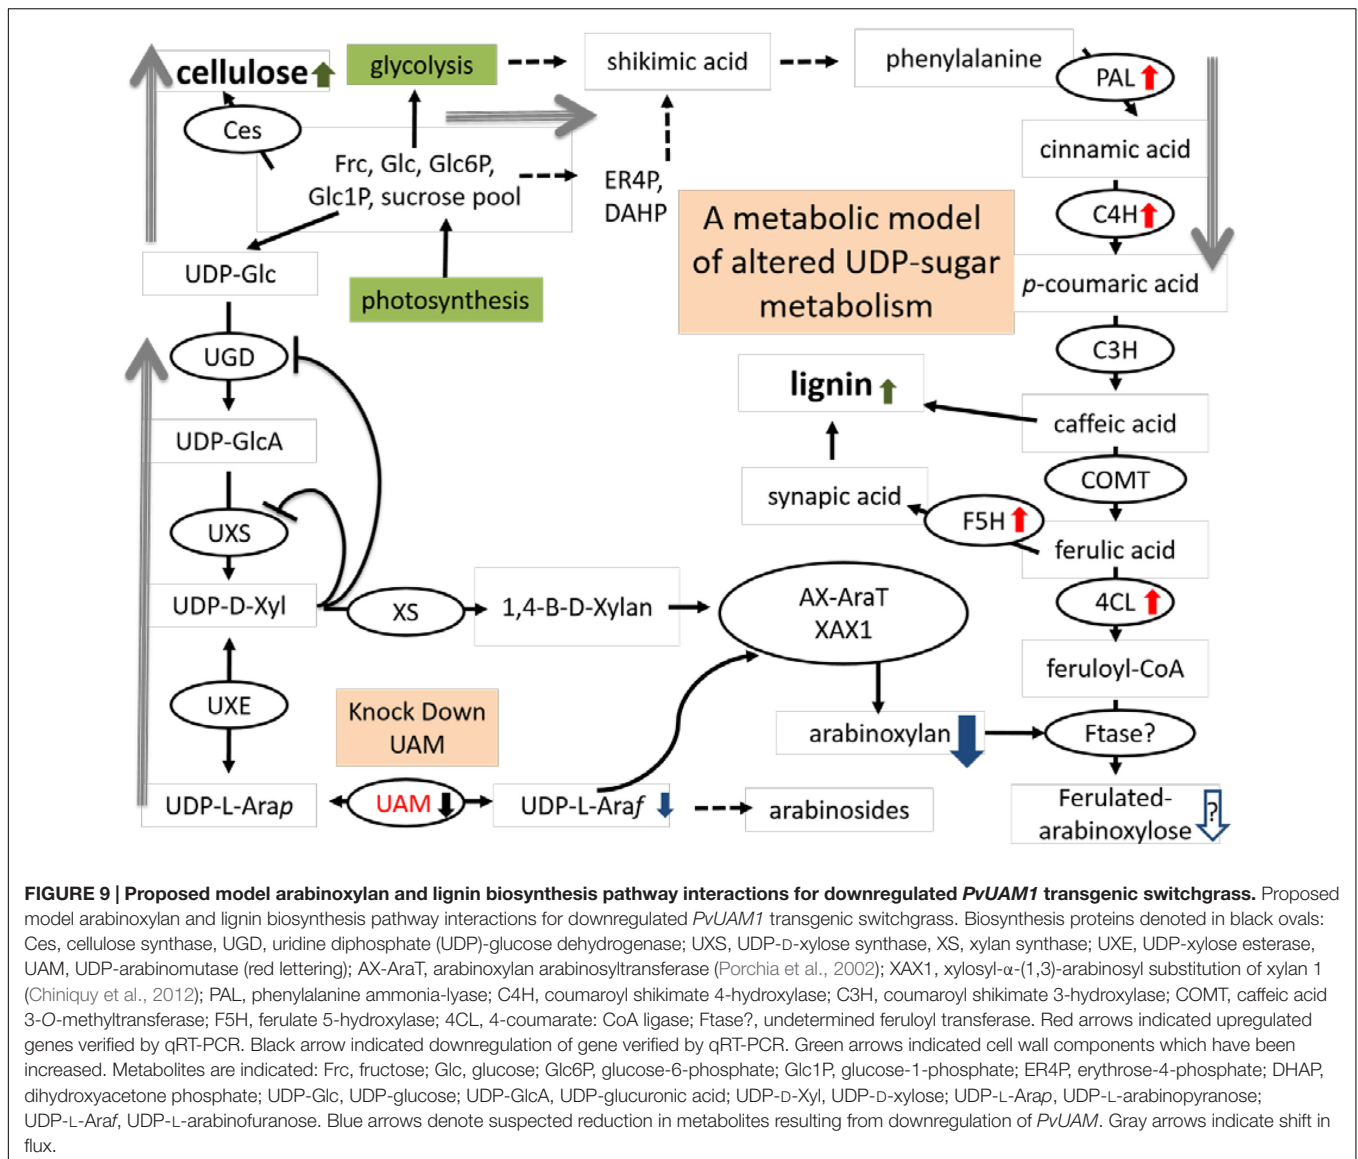 cellulose
glycolysis
shikimic acid
phenylalanine
PAL
Ces
cinnamic acid
Frc, Glc, Glc6P,
Glc1P, sucrose pool
ER4P,
DAHP
A metabolic model
of altered UDP-sugar
metabolism
C4H
UDP-Glc
photosynthesis
p-coumaric acid
UGD
C3H
lignin
UDP-GlcA
caffeic acid
COMT
synapic acid
UXS
F5H
ferulic acid
UDP-D-Xyl
XS
1,4-B-D-Xylan
AX-AraT
XAX1
4CL
feruloyl-CoA
UXE
Knock Down
UAM
arabinoxylan
Ftase?
UDP-L-Arap
UAM
UDP-L-Araf
arabinosides
Ferulated-
arabinoxylose
?
FIGURE 9 | Proposed model arabinoxylan and lignin biosynthesis pathway interactions for downregulated PvUAM1 transgenic switchgrass. Proposed
model arabinoxylan and lignin biosynthesis pathway interactions for downregulated PvUAM1 transgenic switchgrass. Biosynthesis proteins denoted in black ovals:
Ces, cellulose synthase, UGD, uridine diphosphate (UDP)-glucose dehydrogenase; UXS, UDP-D-xylose synthase, XS, xylan synthase; UXE, UDP-xylose esterase,
UAM, UDP-arabinomutase (red lettering); AX-AraT, arabinoxylan arabinosyltransferase (Porchia et al., 2002); XAX1, xylosyl-α-(1,3)-arabinosyl substitution of xylan 1
(Chiniquy et al., 2012); PAL, phenylalanine ammonia-lyase; C4H, coumaroyl shikimate 4-hydroxylase; C3H, coumaroyl shikimate 3-hydroxylase; COMT, caffeic acid
3-O-methyltransferase; F5H, ferulate 5-hydroxylase; 4CL, 4-coumarate: CoA ligase; Ftase?, undetermined feruloyl transferase. Red arrows indicated upregulated
genes verified by qRT-PCR. Black arrow indicated downregulation of gene verified by qRT-PCR. Green arrows indicated cell wall components which have been
increased. Metabolites are indicated: Frc, fructose; Glc, glucose; Glc6P, glucose-6-phosphate; Glc1P, glucose-1-phosphate; ER4P, erythrose-4-phosphate; DHAP,
dihydroxyacetone phosphate; UDP-Glc, UDP-glucose; UDP-GlcA, UDP-glucuronic acid; UDP-D-Xyl, UDP-D-xylose; UDP-L-Arap, UDP-L-arabinopyranose;
UDP-L-Araf, UDP-L-arabinofuranose. Blue arrows denote suspected reduction in metabolites resulting from downregulation of PvUAM. Gray arrows indicate shift in
flux.